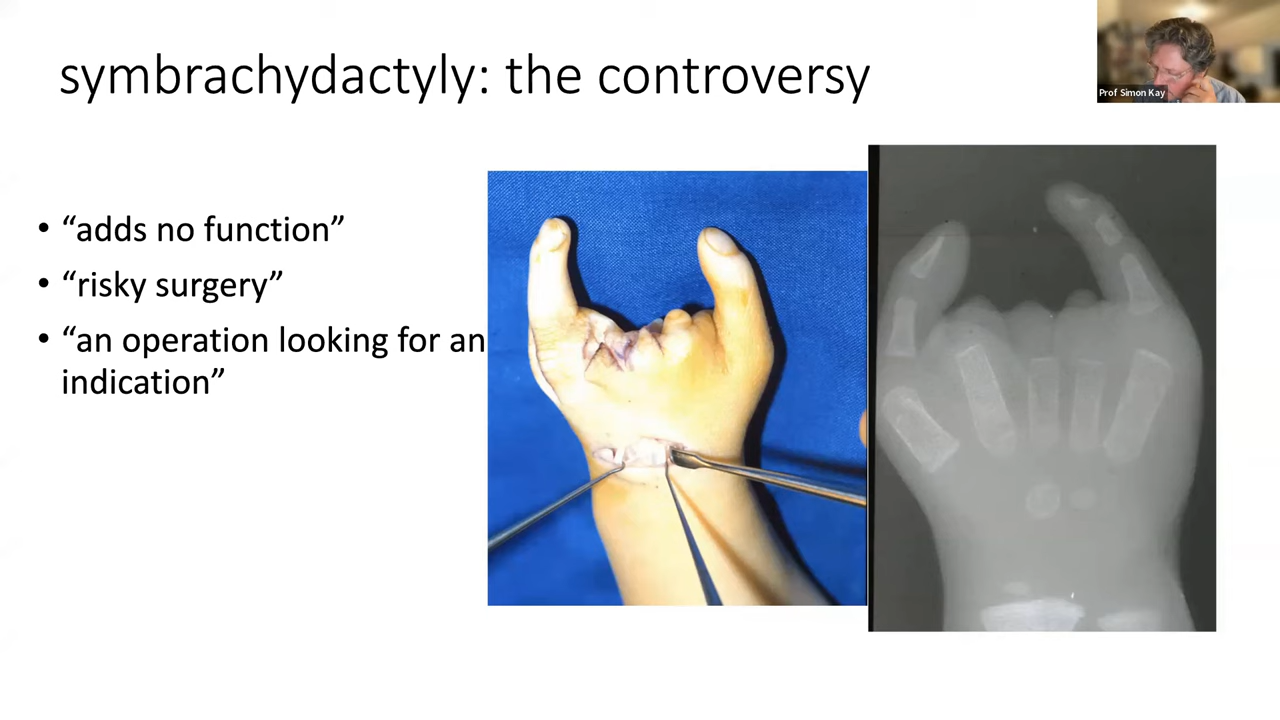 symbrachydactyly: the controversy
Prof Simon Kay
• “adds no function”
• “risky surgery”
• “an operation looking for an
indication”